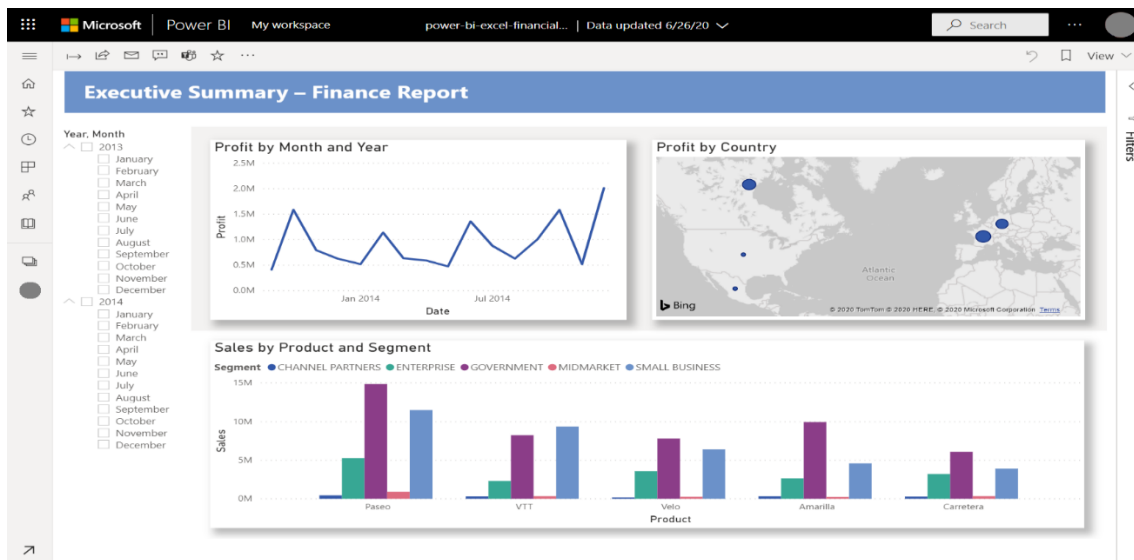 Microsoft Power BI My workspace power-bi-excel-financial... | Data updated 6/26/20 Search ...
View
Executive Summary – Finance Report
Filters
Year, Month
2013
January
February
March
April
May
June
July
August
September
October
November
December
2014
January
February
March
April
May
June
July
August
September
October
November
December
Profit by Month and Year
2.5M
2.0M
1.5M
1.0M
0.5M
0.0M
Profit
Jan 2014 Jul 2014
Date
Profit by Country
Atlantic
Ocean
Bing
© 2020 TomTom © 2020 HERE, © 2020 Microsoft Corporation Terms
Sales by Product and Segment
Segment CHANNEL PARTNERS ENTERPRISE GOVERNMENT MIDMARKET SMALL BUSINESS
15M
10M
5M
0M
Sales
Paseo VTT Velo Amarilla Carretera
Product